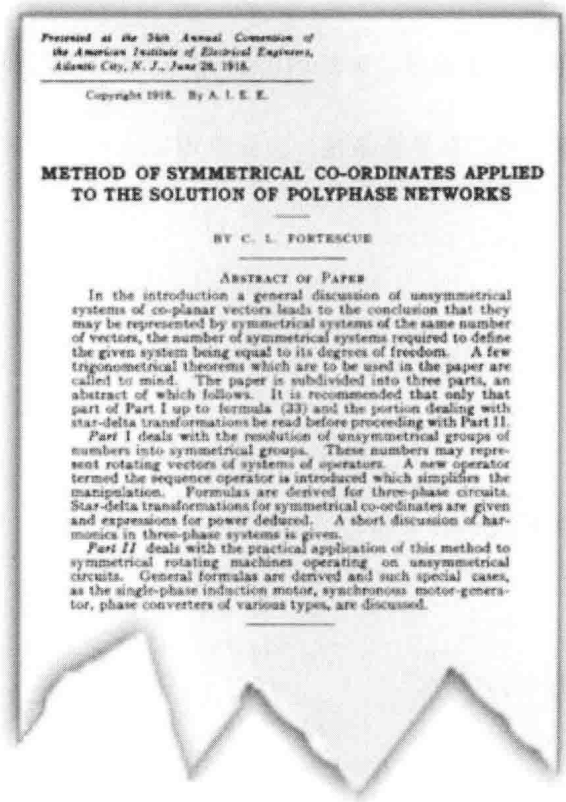 Presented at the 34th Annual Convention of
the American Institute of Electrical Engineers,
Atlantic City, N. J., June 28, 1918.
Copyright 1918. By A. I. E. E.
METHOD OF SYMMETRICAL CO-ORDINATES APPLIED
TO THE SOLUTION OF POLYPHASE NETWORKS
BY C. L. FORTESCUE
ABSTRACT OF PAPER
In the introduction a general discussion of unsymmetrical
systems of co-planar vectors leads to the conclusion that they
may be represented by symmetrical systems of the same number
of vectors, the number of symmetrical systems required to define
the given system being equal to its degrees of freedom. A few
trigonometrical theorems which are to be used in the paper are
called to mind. The paper is subdivided into three parts, an
abstract of which follows. It is recommended that only that
part of Part I up to formula (33) and the portion dealing with
star-delta transformations be read before proceeding with Part II.
Part I deals with the resolution of unsymmetrical groups of
numbers into symmetrical groups. These numbers may repre-
sent rotating vectors of systems of operators. A new operator
termed the sequence operator is introduced which simplifies the
manipulation. Formulas are derived for three-phase circuits.
Star-delta transformations for symmetrical co-ordinates are given
and expressions for power deduced. A short discussion of har-
monics in three-phase systems is given.
Part II deals with the practical application of this method to
symmetrical rotating machines operating on unsymmetrical
circuits. General formulas are derived and such special cases,
as the single-phase induction motor, synchronous motor-genera-
tor, phase converters of various types, are discussed.